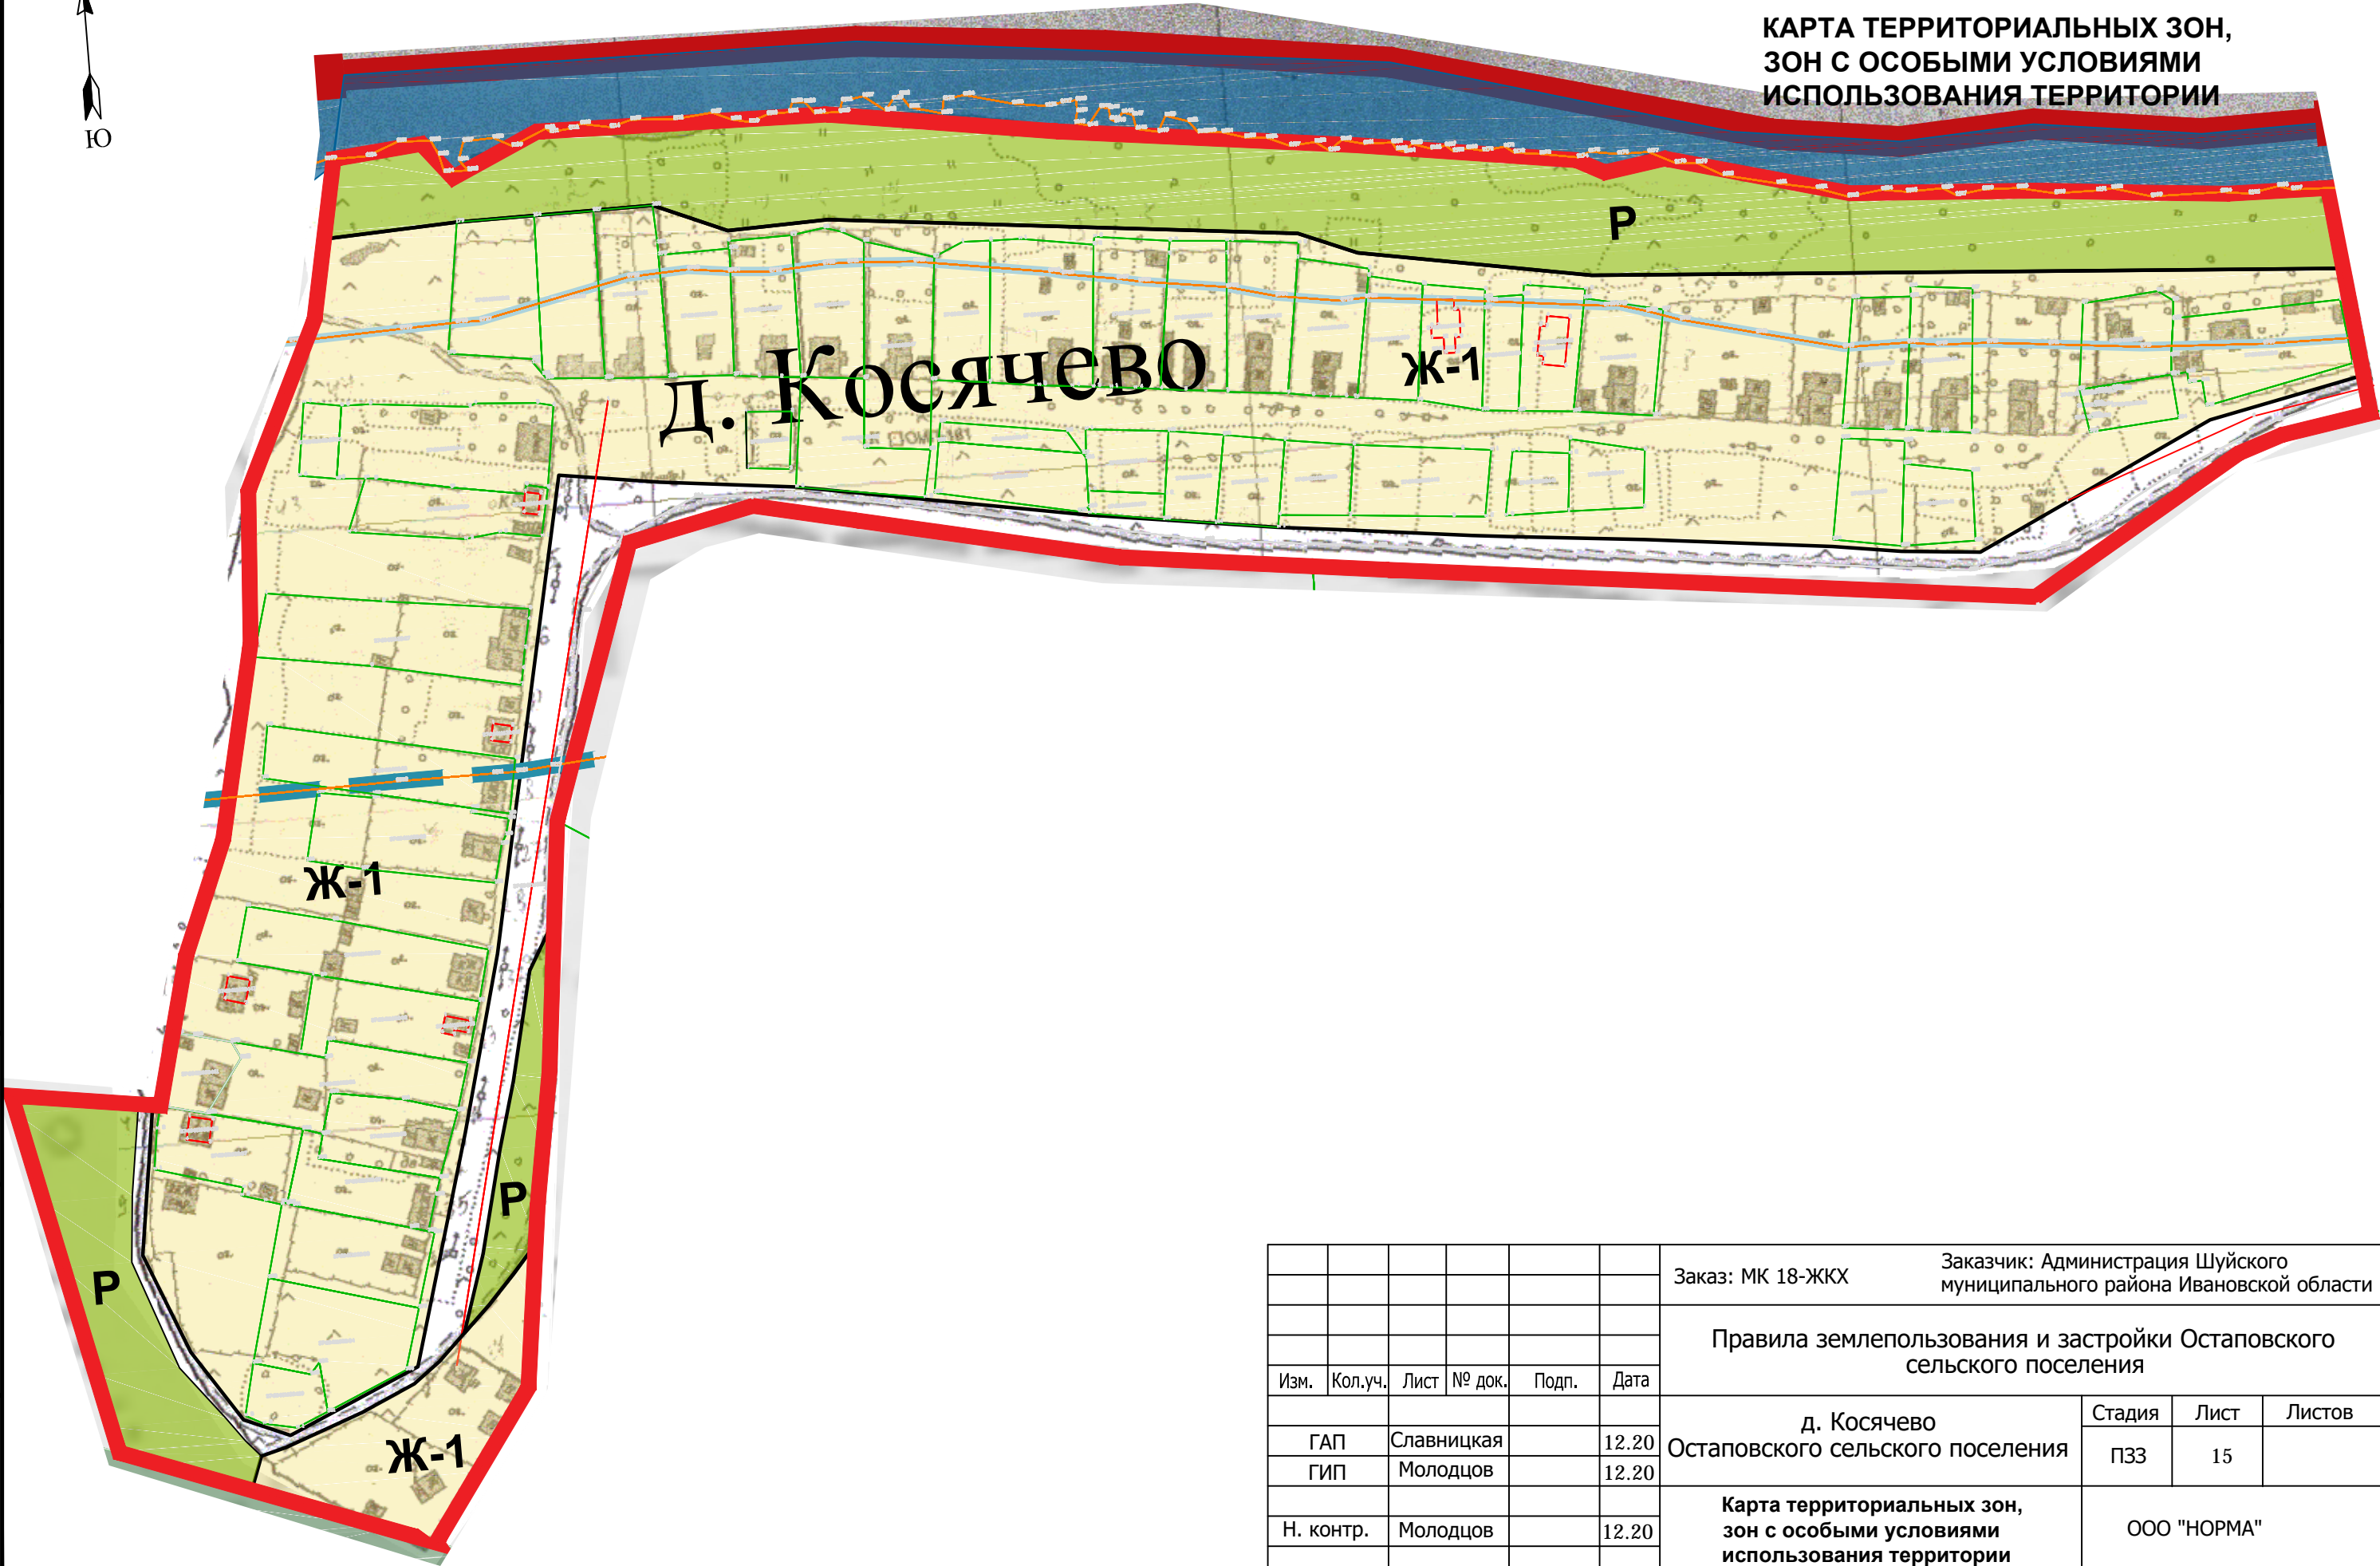 КАРТА ТЕРРИТОРИАЛЬНЫХ ЗОН,
ЗОН С ОСОБЫМИ УСЛОВИЯМИ
ИСПОЛЬЗОВАНИЯ ТЕРРИТОРИИ
Ю
Р
д. Косячево
Ж-1
Ж-1
Р
Р
Ж-1
Заказ: МК 18-ЖКХ
Заказчик: Администрация Шуйского
муниципального района Ивановской области
Правила землепользования и застройки Остаповского
сельского поселения
Изм. Кол.уч. Лист № док. Подп. Дата
д. Косячево
Остаповского сельского поселения
Стадия Лист Листов
ПЗЗ 15
ГАП Славницкая 12.20
ГИП Молодцов 12.20
Н. контр. Молодцов 12.20
Карта территориальных зон,
зон с особыми условиями
использования территории
ООО "НОРМА"